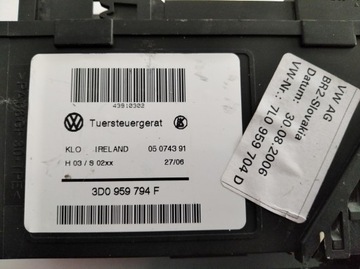 43910302
Tuersteuergerat
KLO IRELAND 05 0743 91
H 03 / S 02xx 27/06
3D0 959 794 F
VW AG
BR2-Slovakia
Datum: 30.08.2006
VW-Nr.: 7L0 959 704 D